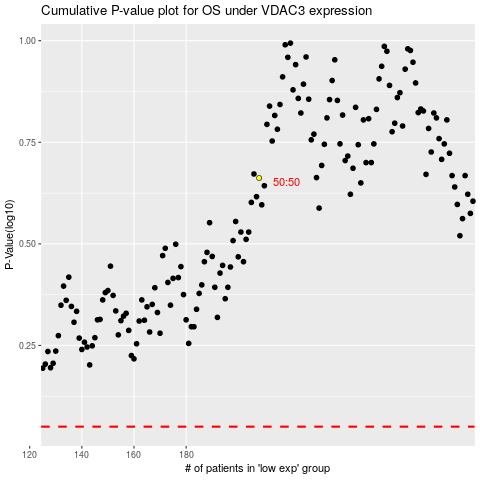 Cumulative P-value plot for OS under VDAC3 expression
1.00
0.75
50:50
0.50
0.25
P-Value(log10)
120 140 160 180
# of patients in 'low exp' group